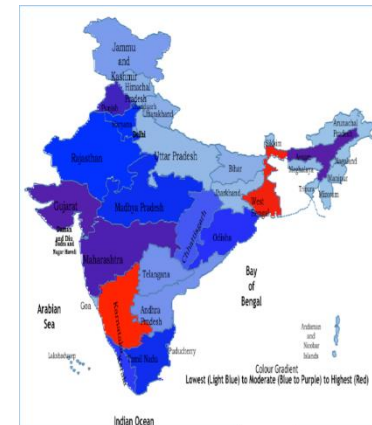 Jammu
and
Kashmir
Himachal
Pradesh
Punjab
Uttarakhand
Haryana
Delhi
Rajasthan
Uttar Pradesh
Sikkim
Arunachal
Pradesh
Assam
Nagaland
Meghalaya
Manipur
Bihar
Tripura
Mizoram
Gujarat
Madhya Pradesh
Jharkhand
West
Bengal
Daman
and Diu,
Dadra and
Nagar Haveli
Chhattisgarh
Odisha
Maharashtra
Telangana
Bay
of
Bengal
Arabian
Sea
Goa
Karnataka
Andhra
Pradesh
Andaman
and Nicobar
Islands
Lakshadweep
Puducherry
Tamil Nadu
Colour Gradient
Lowest (Light Blue) to Moderate (Blue to Purple) to Highest (Red)
Indian Ocean